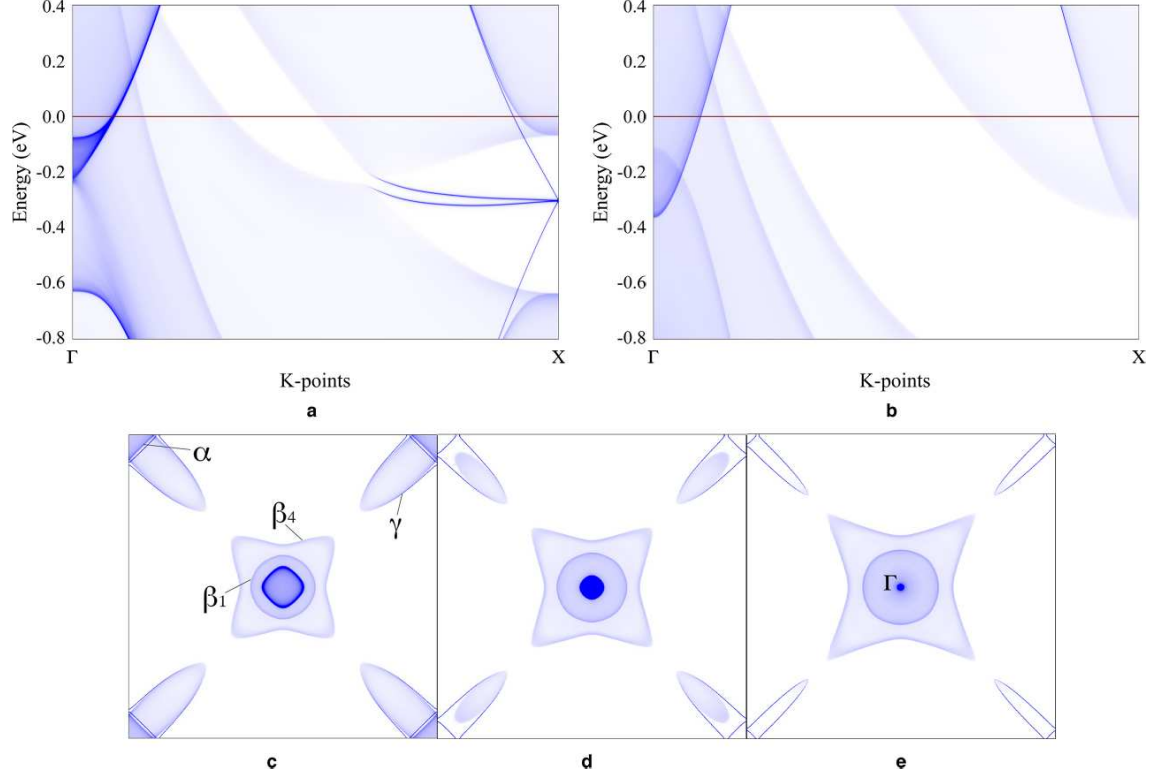 0.4
0.2
0.0
-0.2
-0.4
-0.6
-0.8
Energy (eV)
Γ
X
K-points
a
0.4
0.2
0.0
-0.2
-0.4
-0.6
-0.8
Energy (eV)
Γ
X
K-points
b
α
β4
γ
β1
Γ
c
d
e